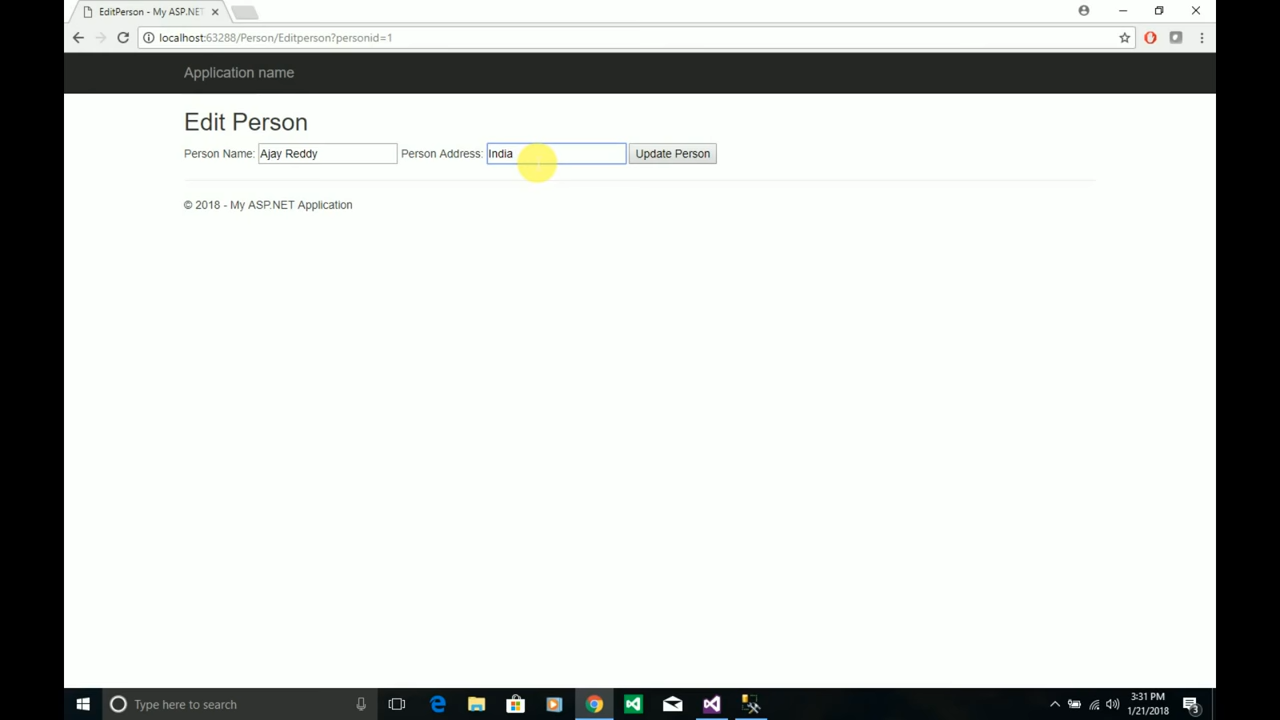 EditPerson - My ASP.NET
localhost:63288/Person/Editperson?personid=1
Application name
Edit Person
Person Name: Ajay Reddy Person Address: India Update Person
© 2018 - My ASP.NET Application
Type here to search
3:31 PM
1/21/2018
3